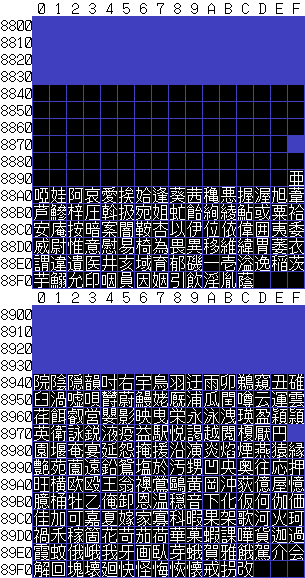 0 1 2 3 4 5 6 7 8 9 A B C D E F
8800
8810
8820
8830
8840
8850
8860
8870
8880
8890 亜
88A0 唖娃阿哀愛挨姶逢葵茜穐悪握渥旭葦
88B0 芦鯵梓圧斡扱宛姐虻飴絢綾鮎或粟袷
88C0 安庵按暗案闇鞍杏以伊位依偉囲夷委
88D0 威尉惟意慰易椅為畏異移維緯胃萎衣
88E0 謂違遺医井亥域育郁磯一壱溢逸稲茨
88F0 芋鰯允印咽員因姻引飲淫胤蔭
0 1 2 3 4 5 6 7 8 9 A B C D E F
8900
8910
8920
8930
8940 院陰隠韻吋右宇烏羽迂雨卯鵜窺丑碓
8950 臼渦嘘唄欝蔚鰻姥厩浦瓜閏噂云運雲
8960 荏餌叡営嬰影映曳栄永泳洩瑛盈穎頴
8970 英衛詠鋭液疫益駅悦謁越閲榎厭円
8980 園堰奄宴延怨掩援沿演炎焔煙燕猿縁
8990 艶苑薗遠鉛鴛塩於汚甥凹央奥往応押
89A0 旺横欧殴王翁襖鴬鴎黄岡沖荻億屋憶
89B0 臆桶牡乙俺卸恩温穏音下化仮何伽価
89C0 佳加可嘉夏嫁家寡科暇果架歌河火珂
89D0 禍禾稼箇花苛茄荷華菓蝦課嘩貨迦過
89E0 霞蚊俄峨我牙画臥芽蛾賀雅餓駕介会
89F0 解回塊壊廻快怪悔恢懐戒拐改